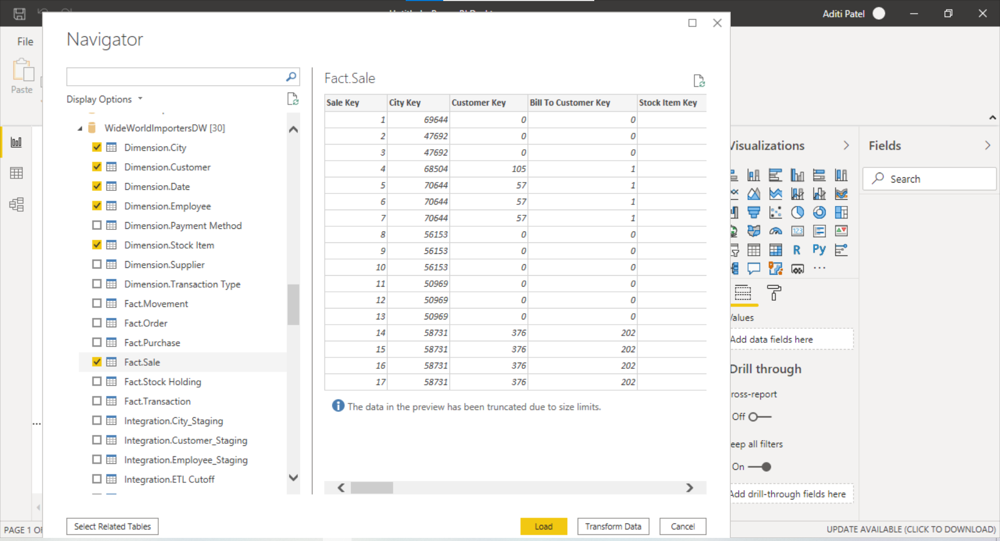 Aditi Patel
File
Paste
Navigator
Display Options
WideWorldImportersDW [30]
Dimension.City
Dimension.Customer
Dimension.Date
Dimension.Employee
Dimension.Payment Method
Dimension.Stock Item
Dimension.Supplier
Dimension.Transaction Type
Fact.Movement
Fact.Order
Fact.Purchase
Fact.Sale
Fact.Stock Holding
Fact.Transaction
Integration.City_Staging
Integration.Customer_Staging
Integration.Employee_Staging
Integration.ETL Cutoff
Select Related Tables
Fact.Sale
Sale Key City Key Customer Key Bill To Customer Key Stock Item Key
1 69644 0 0
2 47692 0 0
3 47692 0 0
4 68504 105 1
5 70644 57 1
6 70644 57 1
7 70644 57 1
8 56153 0 0
9 56153 0 0
10 56153 0 0
11 50969 0 0
12 50969 0 0
13 50969 0 0
14 58731 376 202
15 58731 376 202
16 58731 376 202
17 58731 376 202
The data in the preview has been truncated due to size limits.
Load Transform Data Cancel
Visualizations
123
R Py
Values
Add data fields here
Drill through
ross-report
Off
eep all filters
On
Add drill-through fields here
Fields
Search
PAGE 1 O
UPDATE AVAILABLE (CLICK TO DOWNLOAD)